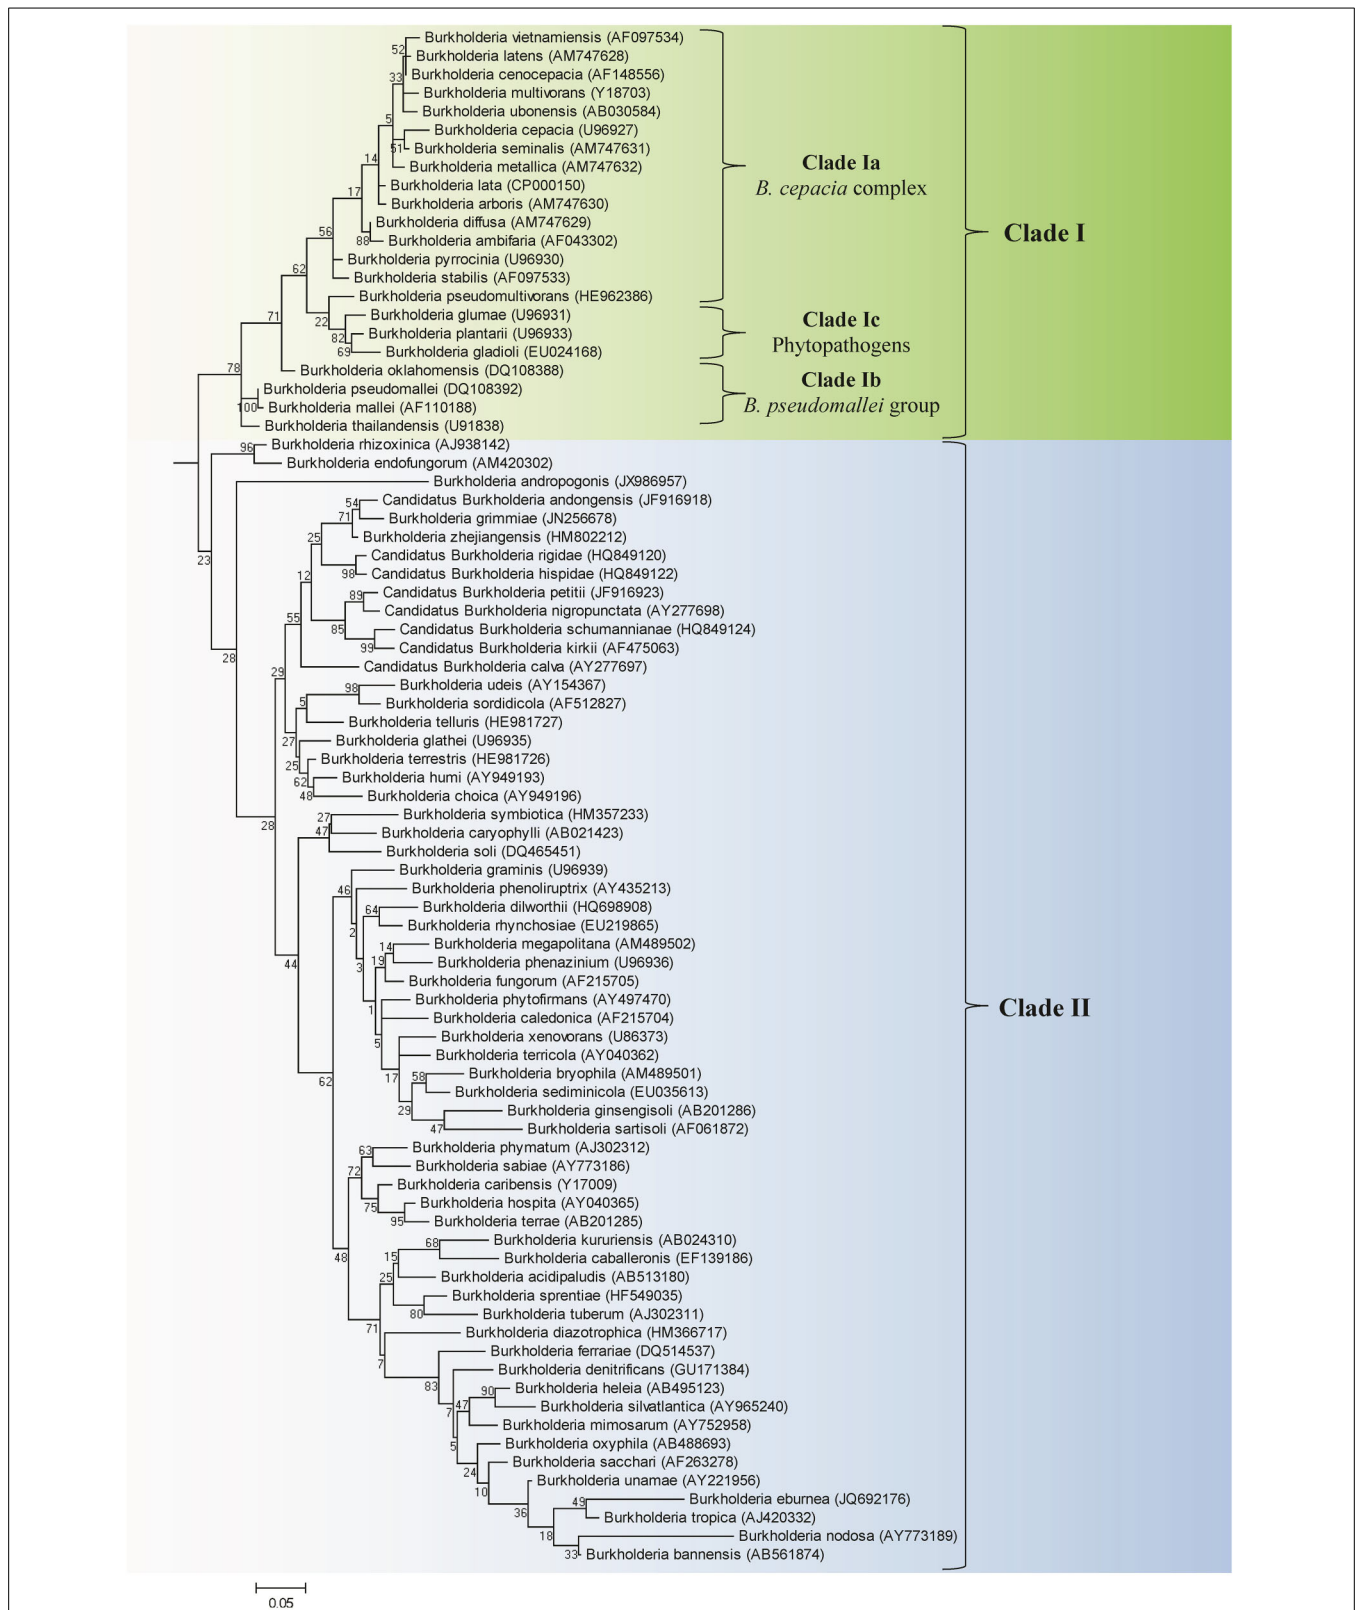 Burkholderia vietnamiensis (AF097534)
52
Burkholderia latens (AM747628)
Burkholderia cenocepacia (AF148556)
33
Burkholderia multivorans (Y18703)
Burkholderia ubonensis (AB030584)
5
Burkholderia cepacia (U96927)
Burkholderia seminalis (AM747631)
51
Burkholderia metallica (AM747632)
14
Burkholderia lata (CP000150)
17
Burkholderia arboris (AM747630)
Burkholderia diffusa (AM747629)
88
Burkholderia ambifaria (AF043302)
56
Burkholderia pyrrocinia (U96930)
62
Burkholderia stabilis (AF097533)
Burkholderia pseudomultivorans (HE962386)
Clade Ia
B. cepacia complex
Clade I
71
22
Burkholderia glumae (U96931)
82
Burkholderia plantarii (U96933)
69
Burkholderia gladioli (EU024168)
Clade Ic
Phytopathogens
78
Burkholderia oklahomensis (DQ108388)
Burkholderia pseudomallei (DQ108392)
100
Burkholderia mallei (AF110188)
Burkholderia thailandensis (U91838)
Clade Ib
B. pseudomallei group
96
Burkholderia rhizoxinica (AJ938142)
Burkholderia endofungorum (AM420302)
Burkholderia andropogonis (JX986957)
54
Candidatus Burkholderia andongensis (JF916918)
71
Burkholderia grimmiae (JN256678)
25
Burkholderia zhejiangensis (HM802212)
23
Candidatus Burkholderia rigidae (HQ849120)
98
Candidatus Burkholderia hispidae (HQ849122)
12
89
Candidatus Burkholderia petitii (JF916923)
Candidatus Burkholderia nigropunctata (AY277698)
55
85
Candidatus Burkholderia schumannianae (HQ849124)
99
Candidatus Burkholderia kirkii (AF475063)
28
Candidatus Burkholderia calva (AY277697)
29
98
Burkholderia udeis (AY154367)
5
Burkholderia sordidicola (AF512827)
Burkholderia telluris (HE981727)
27
Burkholderia glathei (U96935)
25
Burkholderia terrestris (HE981726)
62
Burkholderia humi (AY949193)
48
Burkholderia choica (AY949196)
28
27
Burkholderia symbiotica (HM357233)
47
Burkholderia caryophylli (AB021423)
Burkholderia soli (DQ465451)
Burkholderia graminis (U96939)
46
Burkholderia phenoliruptrix (AY435213)
64
Burkholderia dilworthii (HQ698908)
2
Burkholderia rhynchosiae (EU219865)
14
Burkholderia megapolitana (AM489502)
44
3
19
Burkholderia phenazinium (U96936)
Burkholderia fungorum (AF215705)
1
Burkholderia phytofirmans (AY497470)
Clade II
Burkholderia caledonica (AF215704)
5
Burkholderia xenovorans (U86373)
Burkholderia terricola (AY040362)
62
17
58
Burkholderia bryophila (AM489501)
Burkholderia sediminicola (EU035613)
29
Burkholderia ginsengisoli (AB201286)
47
Burkholderia sartisoli (AF061872)
63
Burkholderia phymatum (AJ302312)
72
Burkholderia sabiae (AY773186)
Burkholderia caribensis (Y17009)
75
Burkholderia hospita (AY040365)
95
Burkholderia terrae (AB201285)
68
Burkholderia kururiensis (AB024310)
48
15
Burkholderia caballeronis (EF139186)
25
Burkholderia acidipaludis (AB513180)
Burkholderia sprentiae (HF549035)
80
Burkholderia tuberum (AJ302311)
71
Burkholderia diazotrophica (HM366717)
7
Burkholderia ferrariae (DQ514537)
Burkholderia denitrificans (GU171384)
83
90
Burkholderia heleia (AB495123)
7
47
Burkholderia silvatlantica (AY965240)
Burkholderia mimosarum (AY752958)
5
Burkholderia oxyphila (AB488693)
24
Burkholderia sacchari (AF263278)
10
Burkholderia unamae (AY221956)
36
49
Burkholderia eburnea (JQ692176)
Burkholderia tropica (AJ420332)
18
Burkholderia nodosa (AY773189)
33
Burkholderia bannensis (AB561874)
0.05